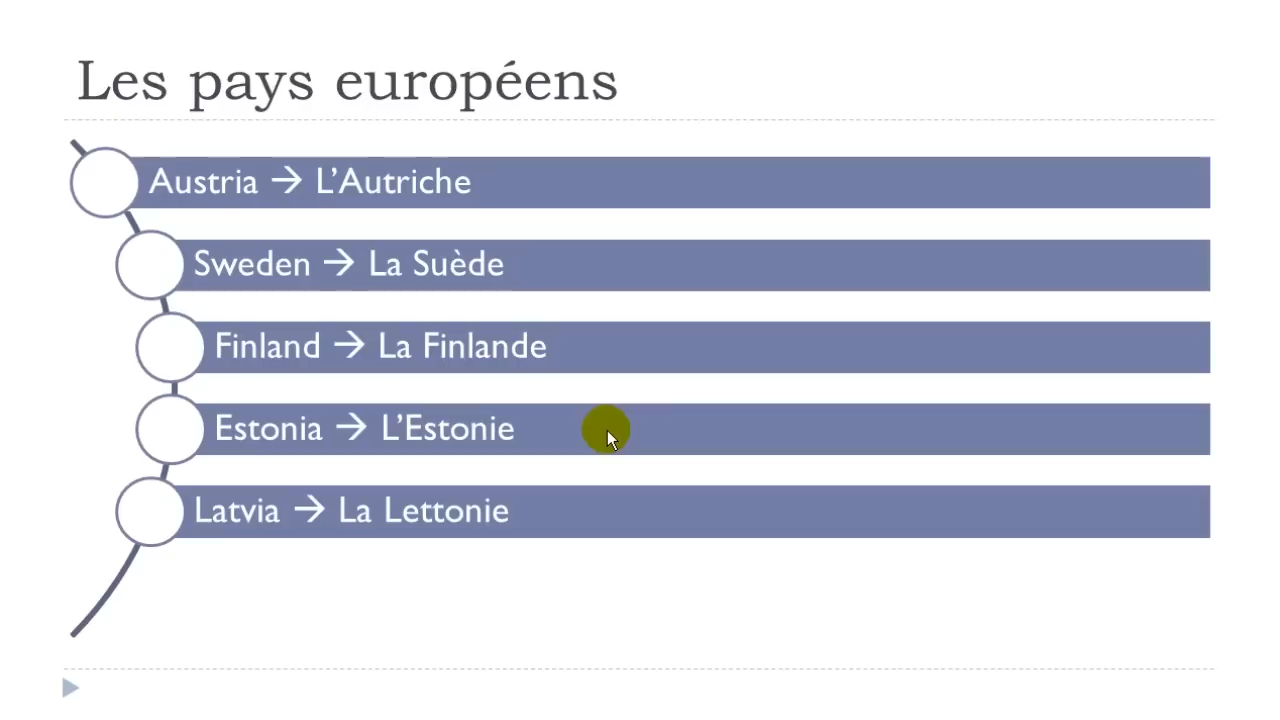 Les pays européens
Austria → L’Autriche
Sweden → La Suède
Finland → La Finlande
Estonia → L’Estonie
Latvia → La Lettonie